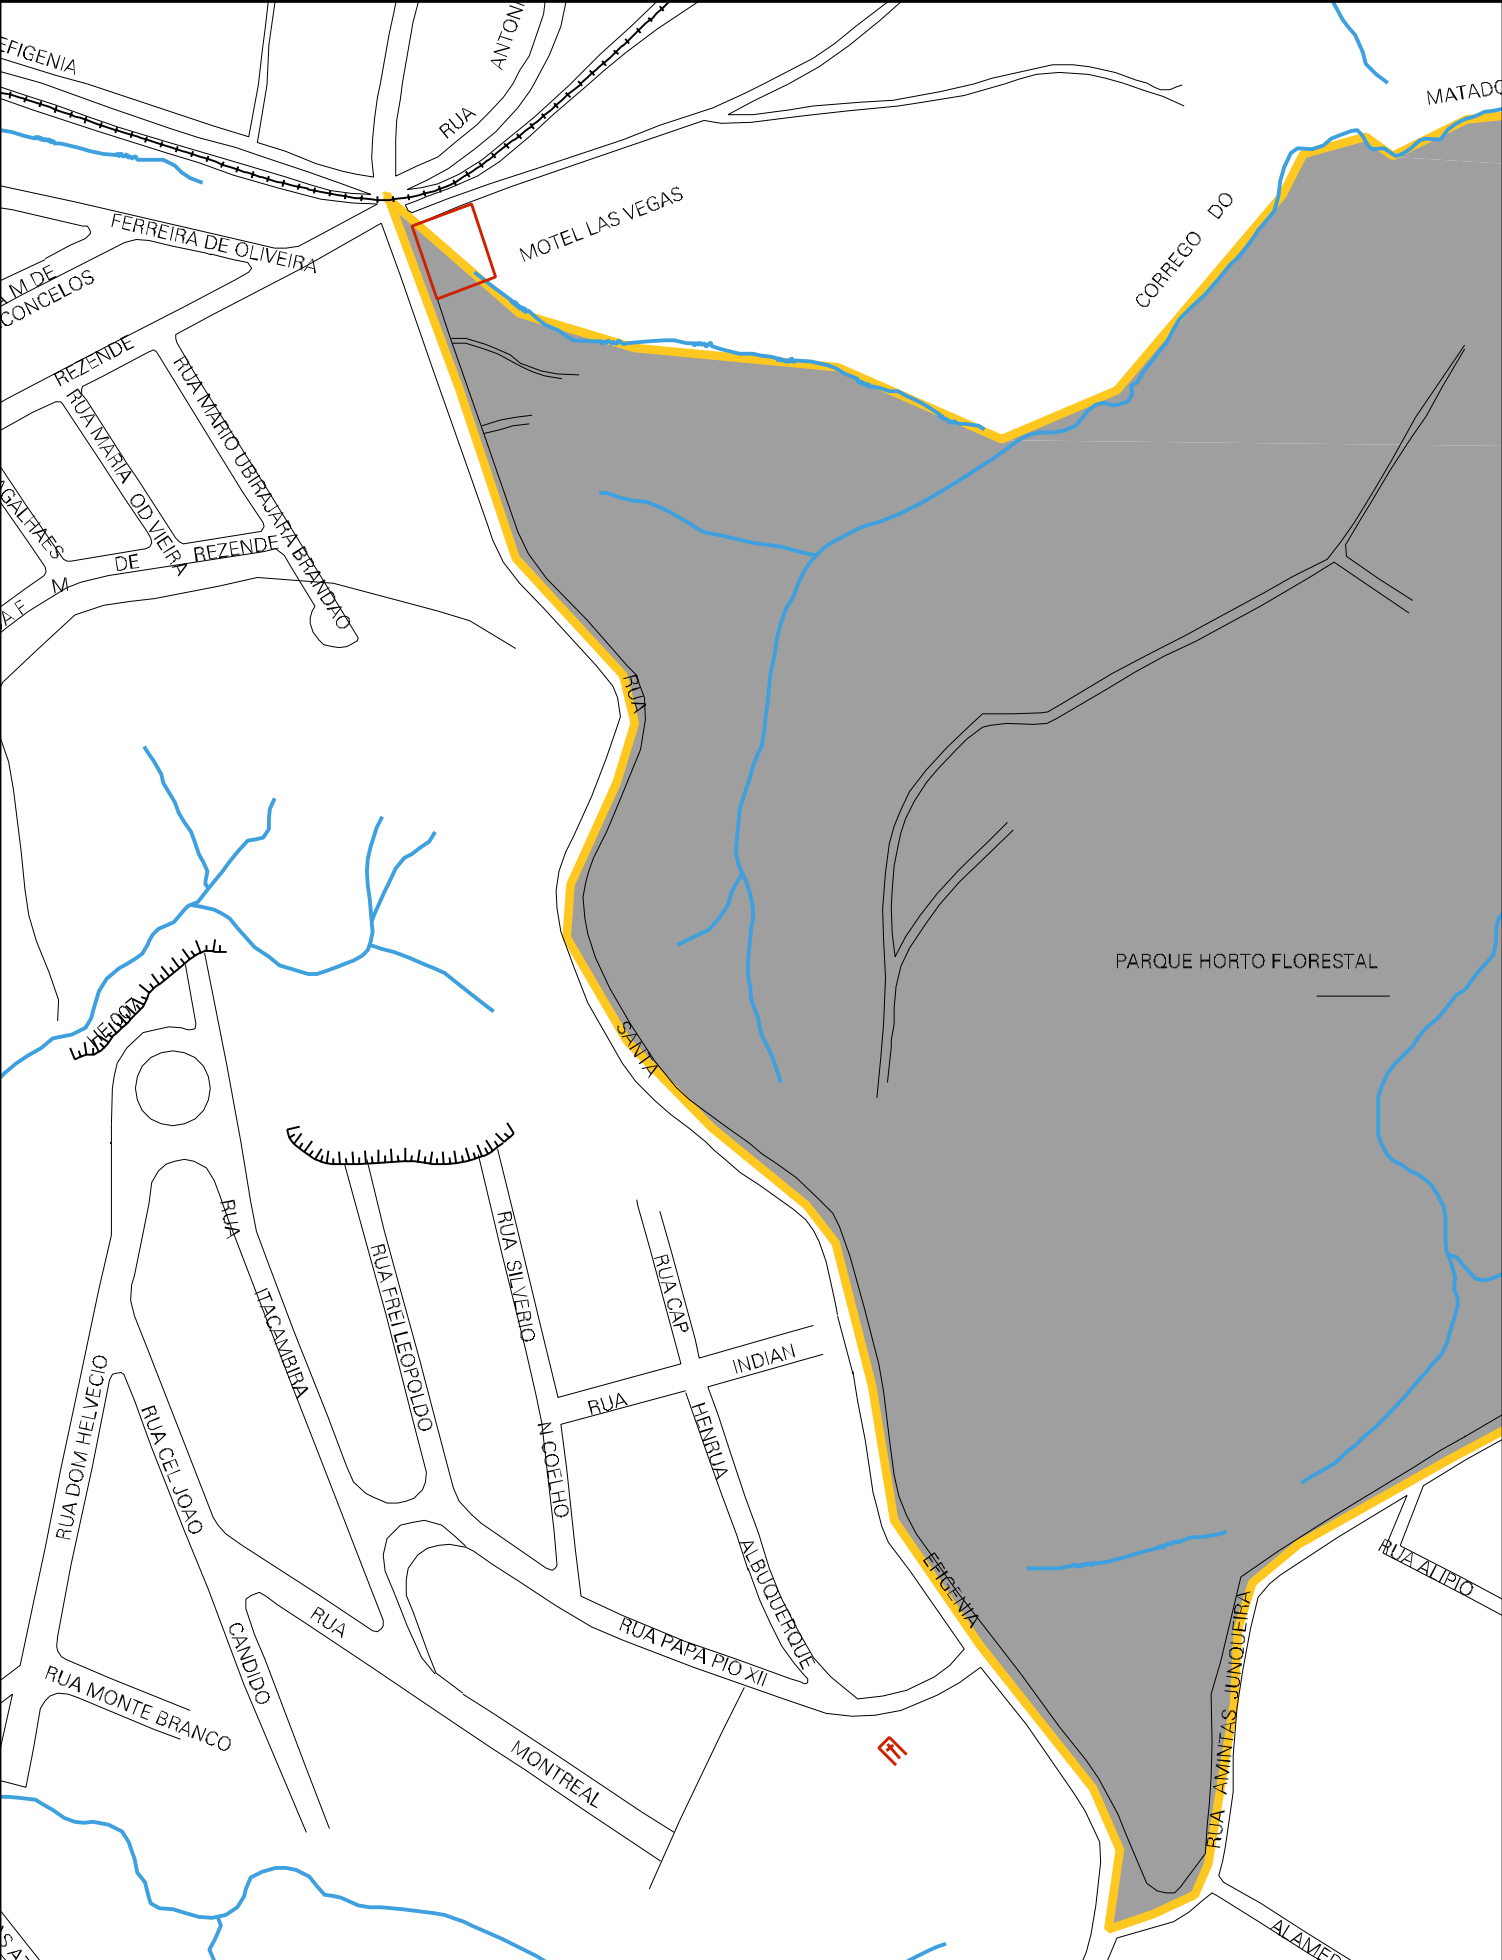 EFIGENIA
ANTONI
RUA
MATADO
FERREIRA DE OLIVEIRA
MOTEL LAS VEGAS
CORREGO DO
M DE
CONCELOS
REZENDE
RUA MARIO UBIRAJARA BRANDAO
RUA MARIA OD VIEIRA
AGALHAES
A F M DE REZENDE
RUA
SANTA
EFIGENIA
PARQUE HORTO FLORESTAL
RUA
ITACAMBIRA
RUA FREI LEOPOLDO
RUA SILVERIO
N COELHO
RUA CAP
HENRUA
ALBUQUERQUE
RUA
INDIAN
RUA DOM HELVECIO
RUA CEL JOAO
CANDIDO
RUA
MONTREAL
RUA PAPA PIO XII
RUA MONTE BRANCO
RUA ALIPIO
RUA AMINTAS JUNQUEIRA
ALAMED